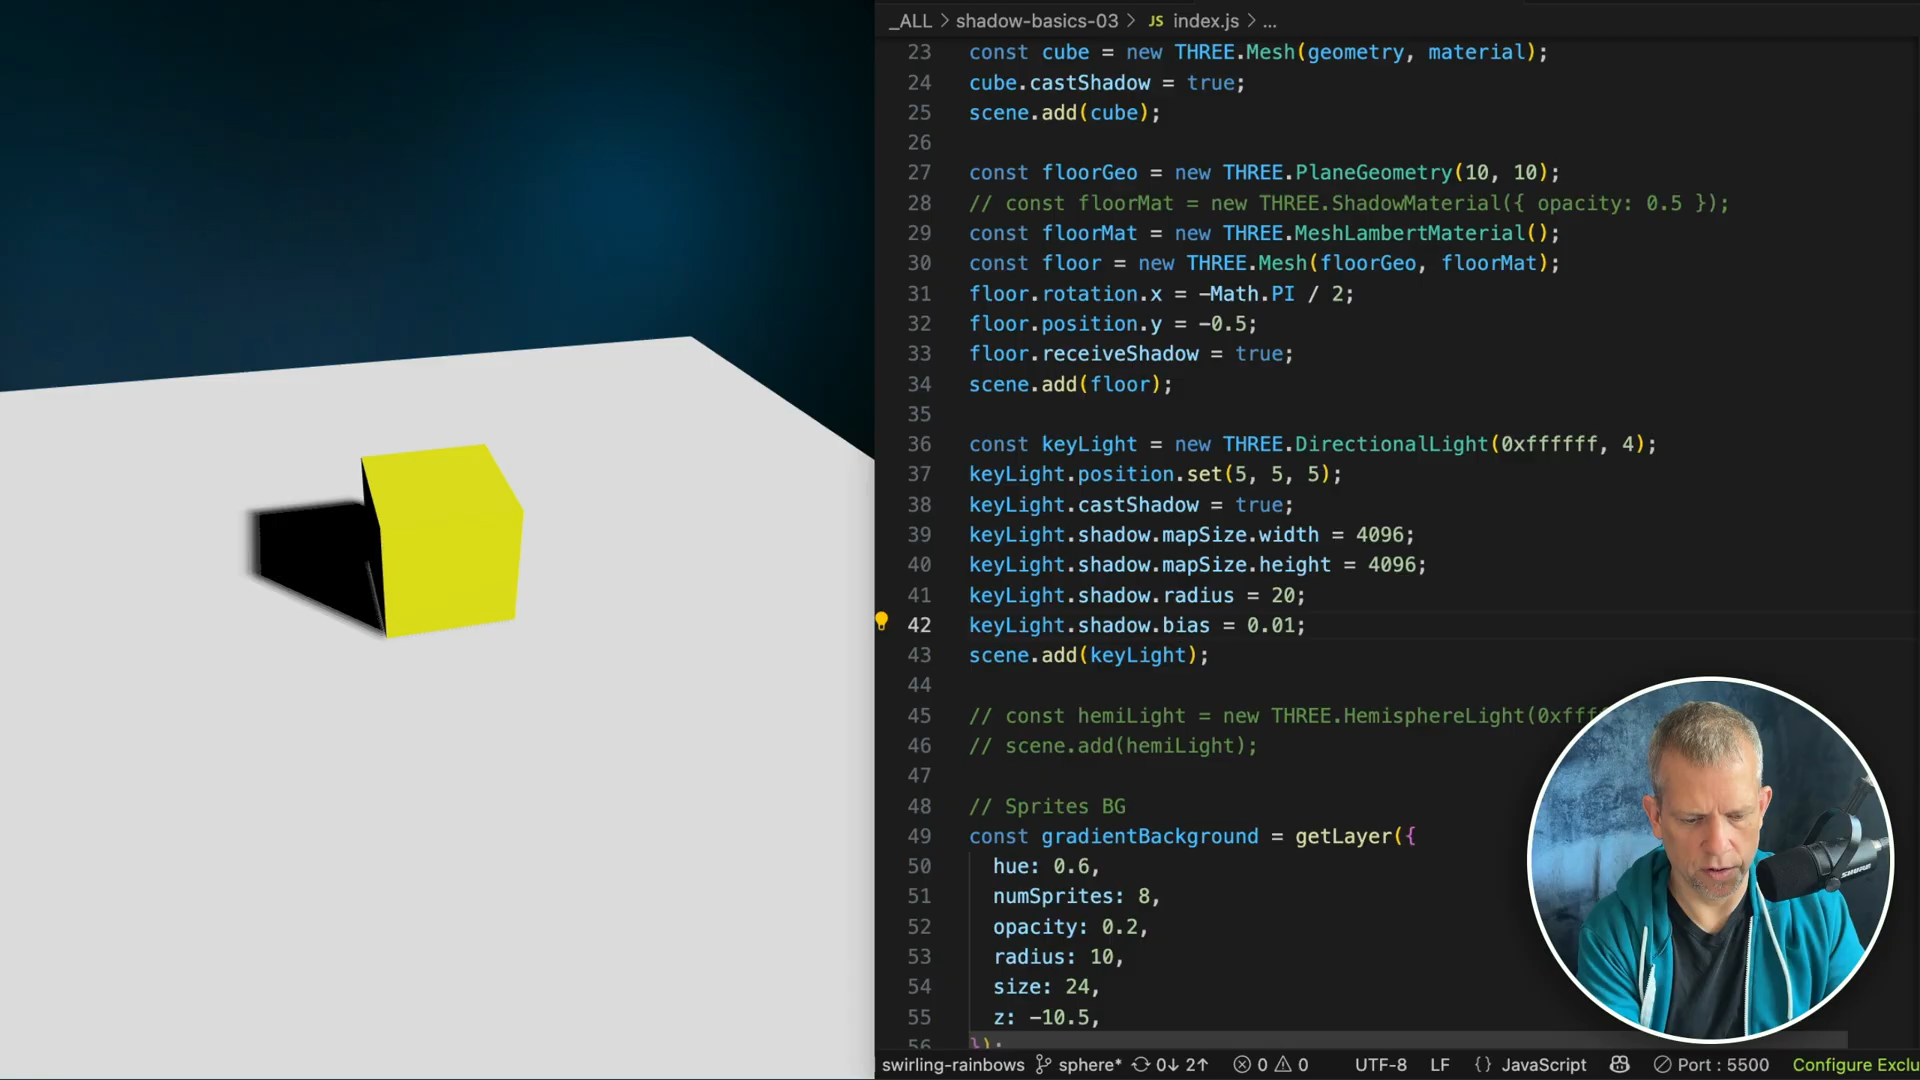 _ALL > shadow-basics-03 > JS index.js > ...
23 const cube = new THREE.Mesh(geometry, material);
24 cube.castShadow = true;
25 scene.add(cube);
26
27 const floorGeo = new THREE.PlaneGeometry(10, 10);
28 // const floorMat = new THREE.ShadowMaterial({ opacity: 0.5 });
29 const floorMat = new THREE.MeshLambertMaterial();
30 const floor = new THREE.Mesh(floorGeo, floorMat);
31 floor.rotation.x = -Math.PI / 2;
32 floor.position.y = -0.5;
33 floor.receiveShadow = true;
34 scene.add(floor);
35
36 const keyLight = new THREE.DirectionalLight(0xffffff, 4);
37 keyLight.position.set(5, 5, 5);
38 keyLight.castShadow = true;
39 keyLight.shadow.mapSize.width = 4096;
40 keyLight.shadow.mapSize.height = 4096;
41 keyLight.shadow.radius = 20;
42 keyLight.shadow.bias = 0.01;
43 scene.add(keyLight);
44
45 // const hemiLight = new THREE.HemisphereLight(0xfff
46 // scene.add(hemiLight);
47
48 // Sprites BG
49 const gradientBackground = getLayer({
50 hue: 0.6,
51 numSprites: 8,
52 opacity: 0.2,
53 radius: 10,
54 size: 24,
55 z: -10.5,
56 });
swirling-rainbows sphere* 0↓ 2↑ 0 0 UTF-8 LF {} JavaScript Port : 5500 Configure Exclu
SHURE